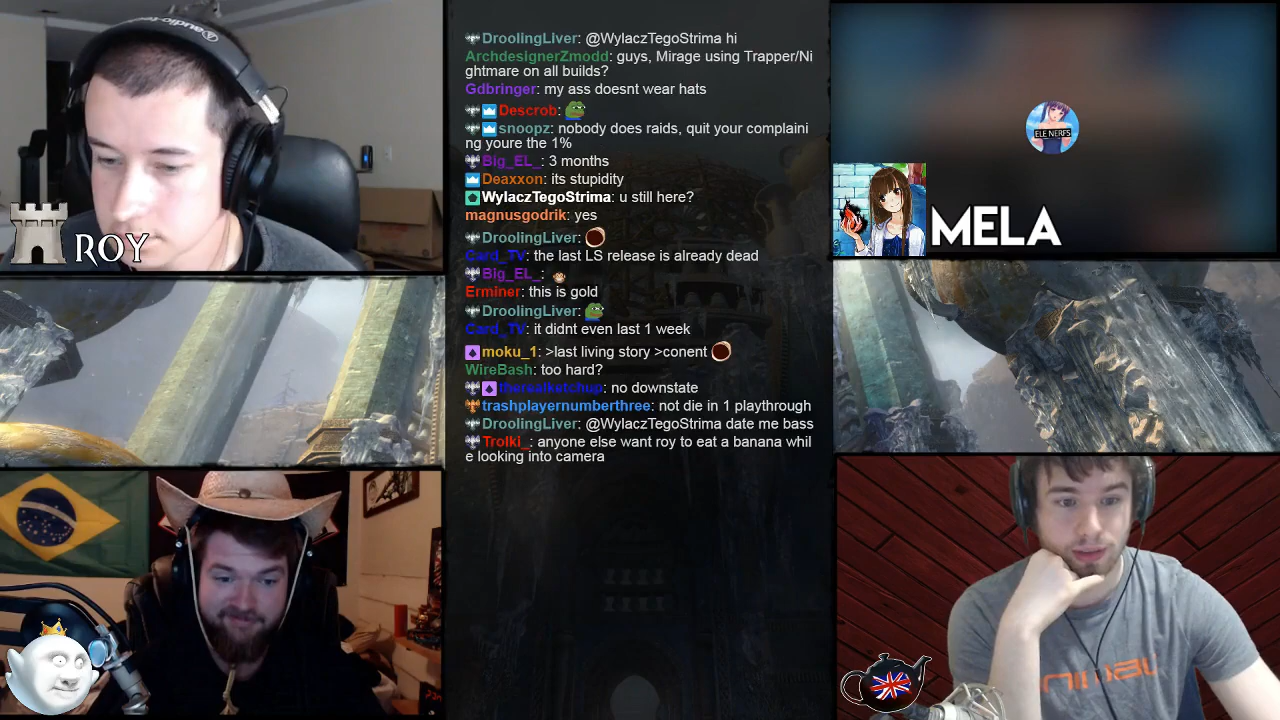 audio-technica
ROY
DroolingLiver: @WylaczTegoStrima hi
ArchdesignerZmodd: guys, Mirage using Trapper/Ni
ghtmare on all builds?
Gdbringer: my ass doesnt wear hats
Descrob:
snoopz: nobody does raids, quit your complaini
ng youre the 1%
Big_EL_: 3 months
Deaxxon: its stupidity
WylaczTegoStrima: u still here?
magnusgodrik: yes
DroolingLiver:
Card_TV: the last LS release is already dead
Big_EL_:
Erminer: this is gold
DroolingLiver:
Card_TV: it didnt even last 1 week
moku_1: >last living story >conent
WireBash: too hard?
therealketchup: no downstate
trashplayernumberthree: not die in 1 playthrough
DroolingLiver: @WylaczTegoStrima date me bass
Trolki_: anyone else want roy to eat a banana whil
e looking into camera
ELE NERFS
MELA